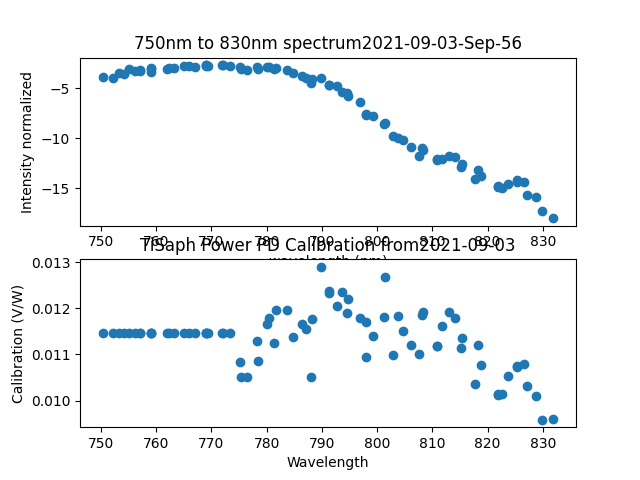 750nm to 830nm spectrum2021-09-03-Sep-56
Intensity normalized
−5
−10
−15
750 760 770 780 790 800 810 820 830
wavelength (nm)
TiSaph Power PD Calibration from2021-09-03
Calibration (V/W)
0.013
0.012
0.011
0.010
750 760 770 780 790 800 810 820 830
Wavelength